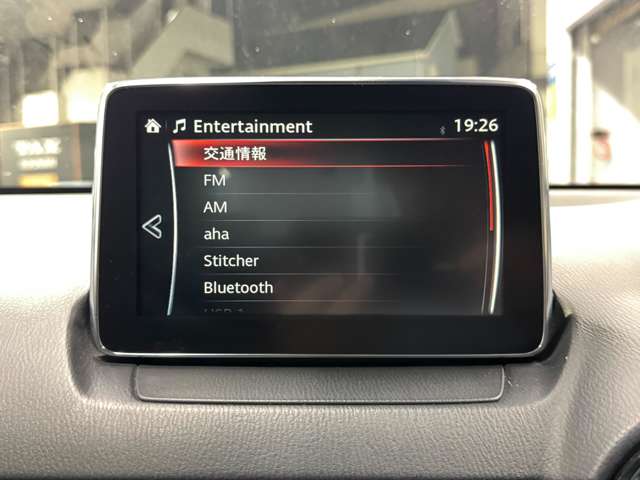 Entertainment 19:26
交通情報
FM
AM
aha
Stitcher
Bluetooth